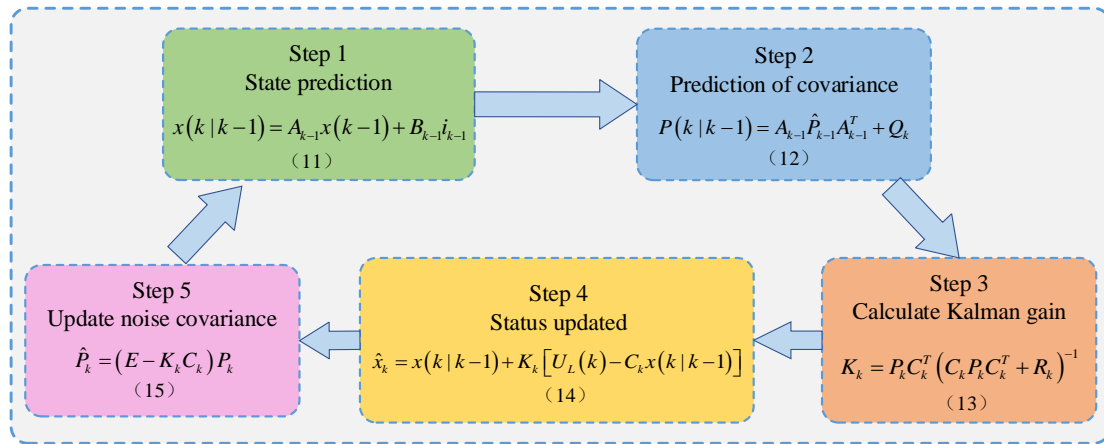 Step 1
State prediction
x(k|k−1) = A_{k−1}x(k−1) + B_{k−1}i_{k−1}
（11）
Step 2
Prediction of covariance
P(k|k−1) = A_{k−1}P̂_{k−1}A^T_{k−1} + Q_k
（12）
Step 3
Calculate Kalman gain
K_k = P_kC_k^T(C_kP_kC_k^T + R_k)^{−1}
（13）
Step 4
Status updated
x̂_k = x(k|k−1) + K_k[U_L(k) − C_kx(k|k−1)]
（14）
Step 5
Update noise covariance
P̂_k = (E − K_kC_k)P_k
（15）